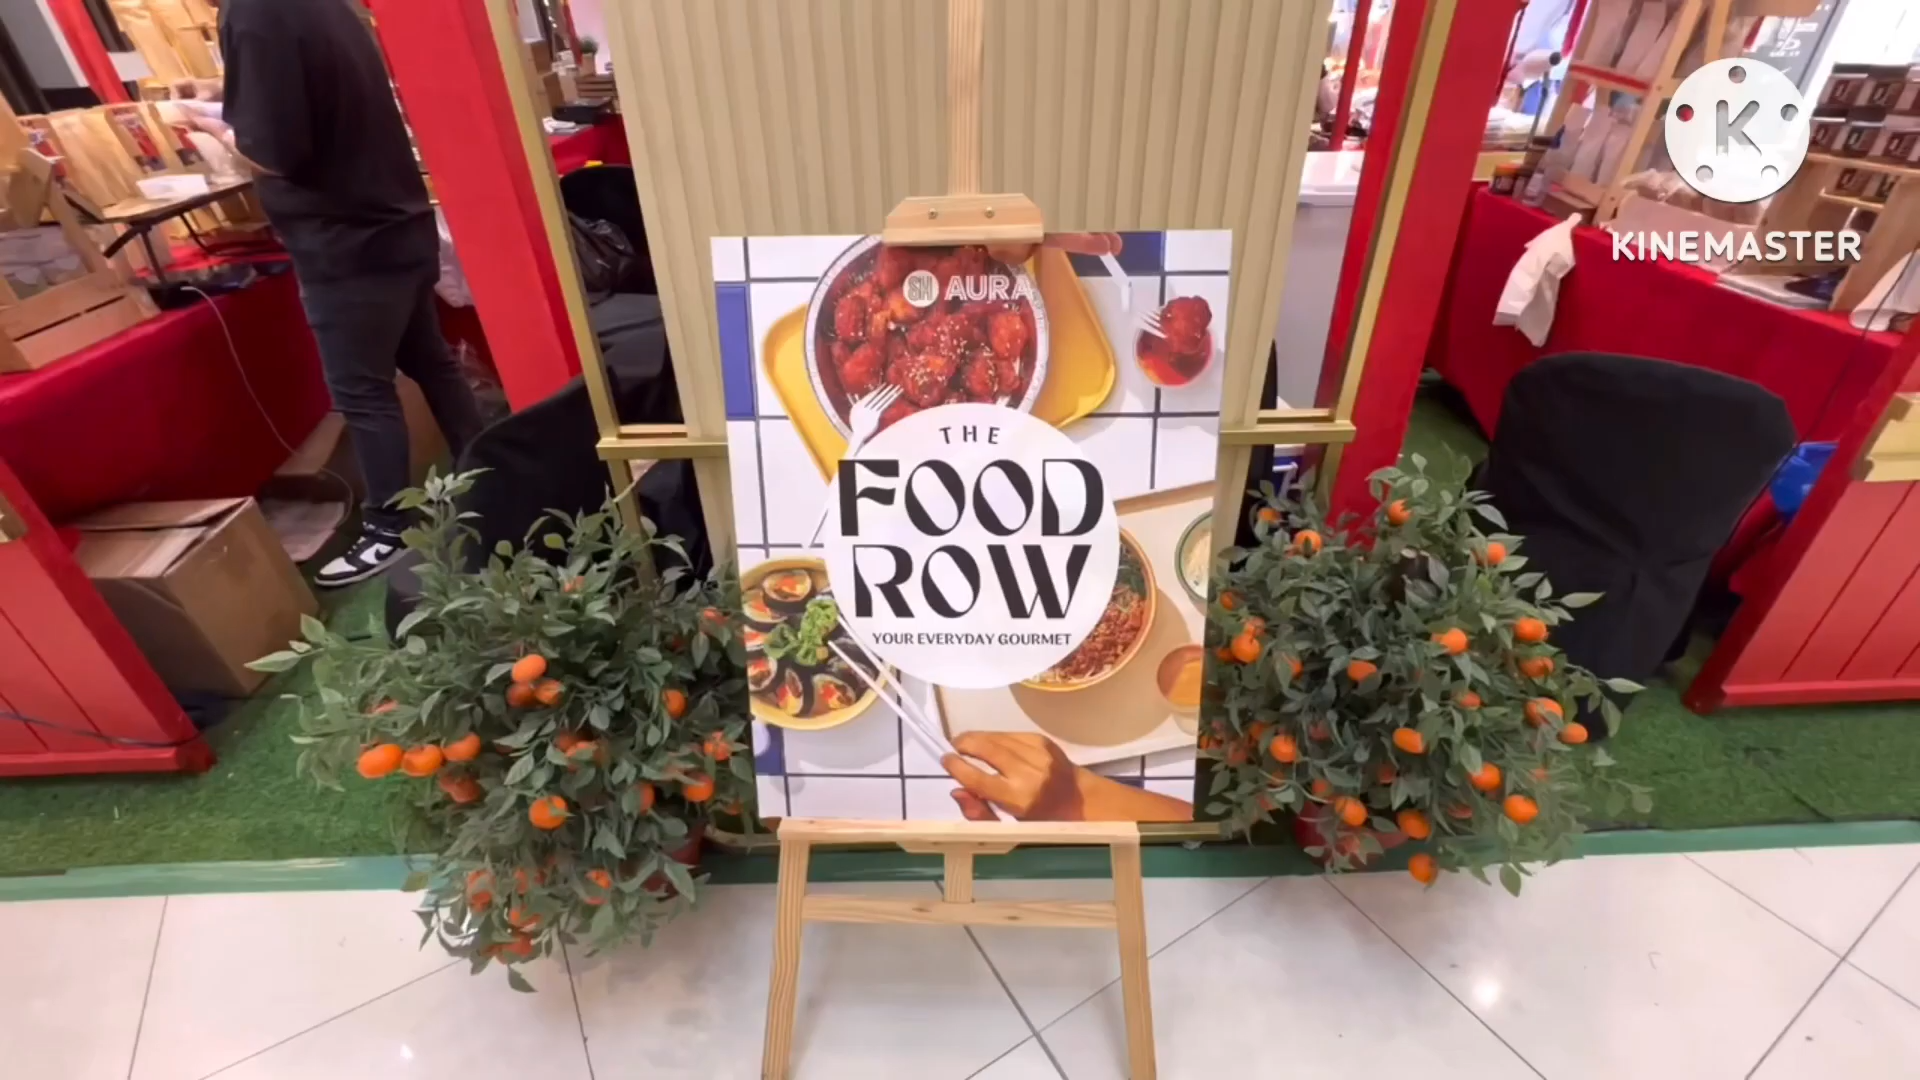 SM AURA
THE
FOOD
ROW
YOUR EVERYDAY GOURMET
K
KINEMASTER